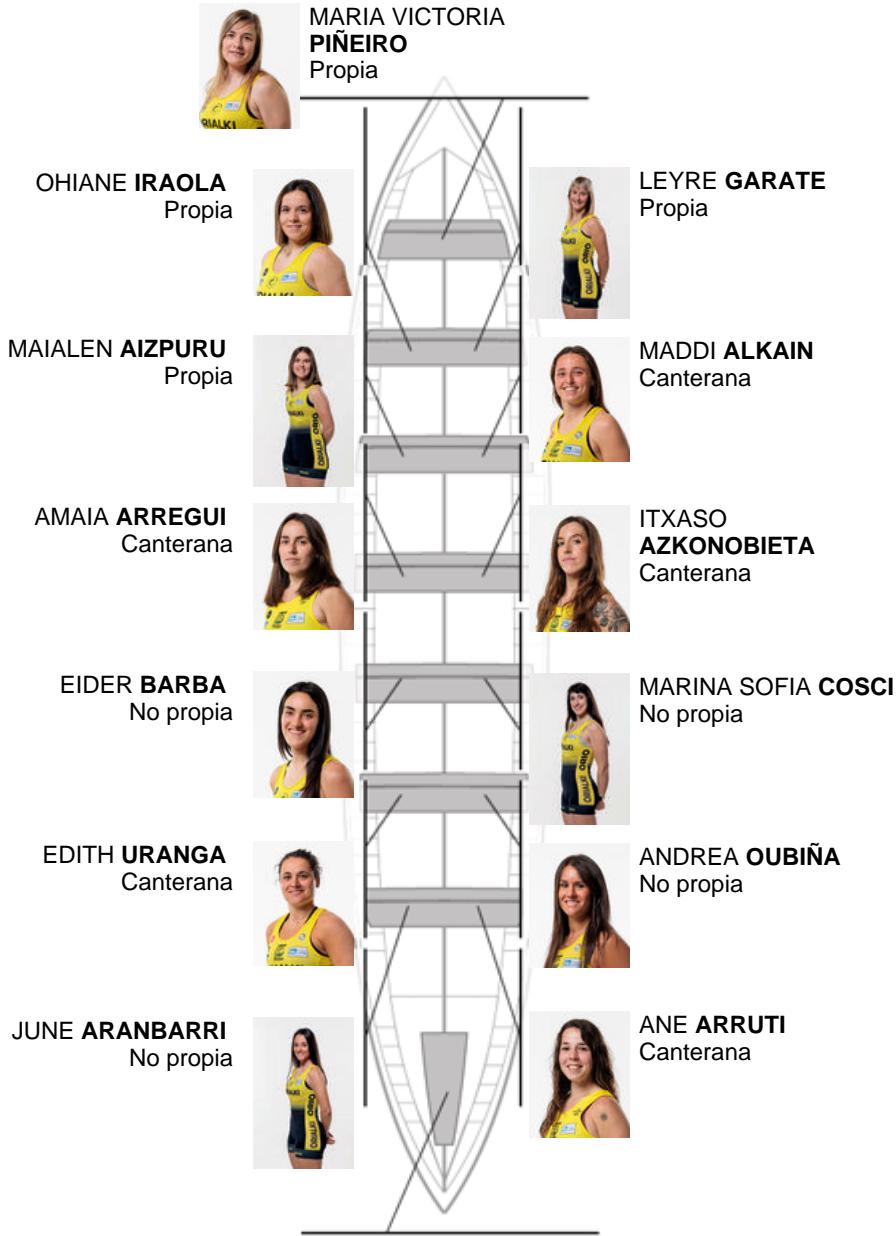 MARIA VICTORIA
PIÑEIRO
Propia
OHIANE IRAOLA
Propia
LEYRE GARATE
Propia
MAIALEN AIZPURU
Propia
MADDI ALKAIN
Canterana
AMAIA ARREGUI
Canterana
ITXASO
AZKONOBIETA
Canterana
EIDER BARBA
No propia
MARINA SOFIA COSCI
No propia
EDITH URANGA
Canterana
ANDREA OUBIÑA
No propia
JUNE ARANBARRI
No propia
ANE ARRUTI
Canterana